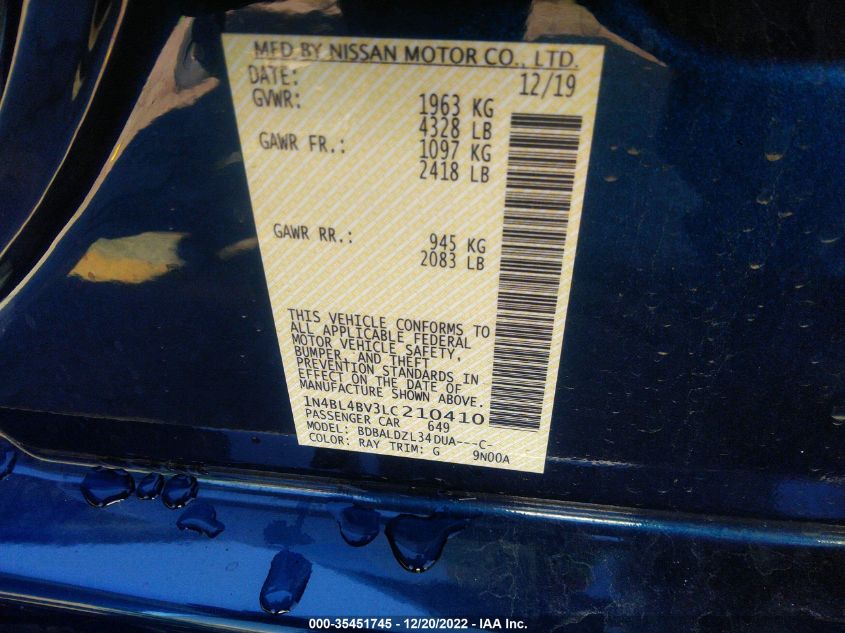 MFD BY NISSAN MOTOR CO., LTD.
DATE: 12/19
GVWR: 1963 KG
4328 LB
GAWR FR.: 1097 KG
2418 LB
GAWR RR.: 945 KG
2083 LB
THIS VEHICLE CONFORMS TO
ALL APPLICABLE FEDERAL
MOTOR VEHICLE SAFETY,
BUMPER, AND THEFT
PREVENTION STANDARDS IN
EFFECT ON THE DATE OF
MANUFACTURE SHOWN ABOVE.
1N4BL4BV3LC210410
PASSENGER CAR 649
MODEL: BDBALDZL34DUA---C-
COLOR: RAY TRIM: G 9N00A
000-35451745 - 12/20/2022 - IAA Inc.